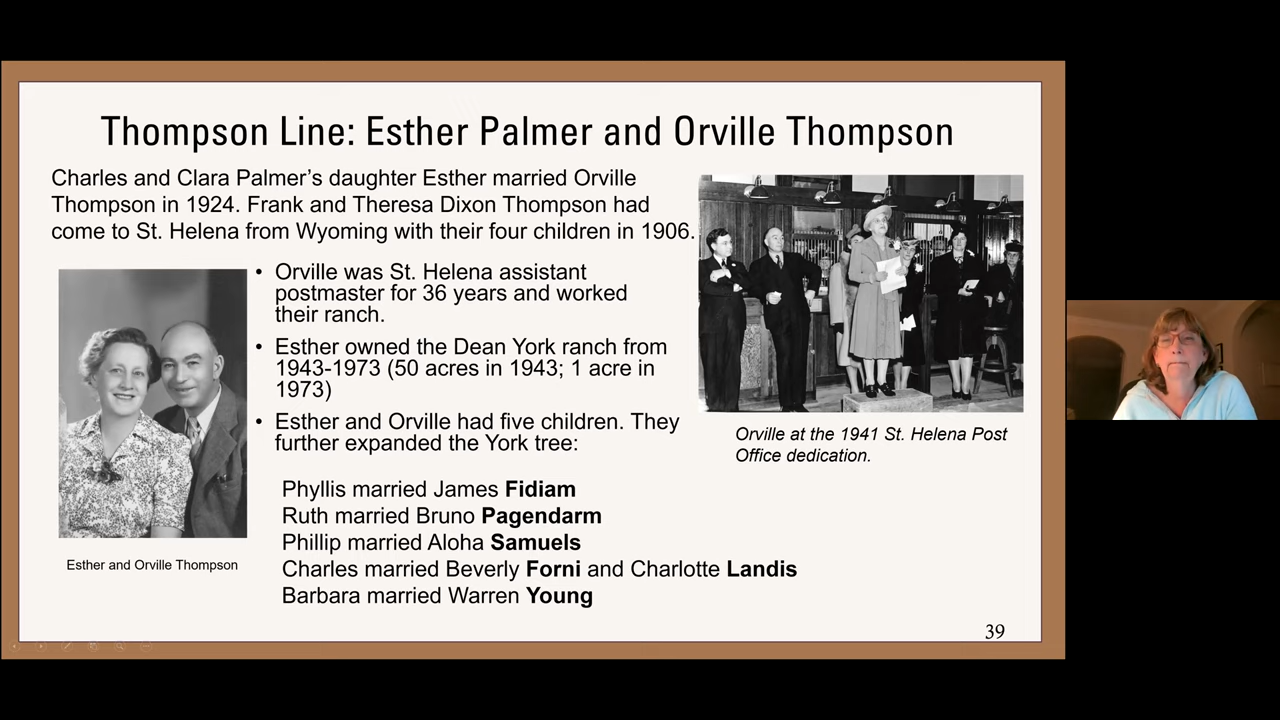 Thompson Line: Esther Palmer and Orville Thompson
Charles and Clara Palmer's daughter Esther married Orville
Thompson in 1924. Frank and Theresa Dixon Thompson had
come to St. Helena from Wyoming with their four children in 1906.
• Orville was St. Helena assistant
postmaster for 36 years and worked
their ranch.
• Esther owned the Dean York ranch from
1943-1973 (50 acres in 1943; 1 acre in
1973)
• Esther and Orville had five children. They
further expanded the York tree:
Phyllis married James Fidiam
Ruth married Bruno Pagendarm
Phillip married Aloha Samuels
Charles married Beverly Forni and Charlotte Landis
Barbara married Warren Young
Esther and Orville Thompson
Orville at the 1941 St. Helena Post
Office dedication.
39